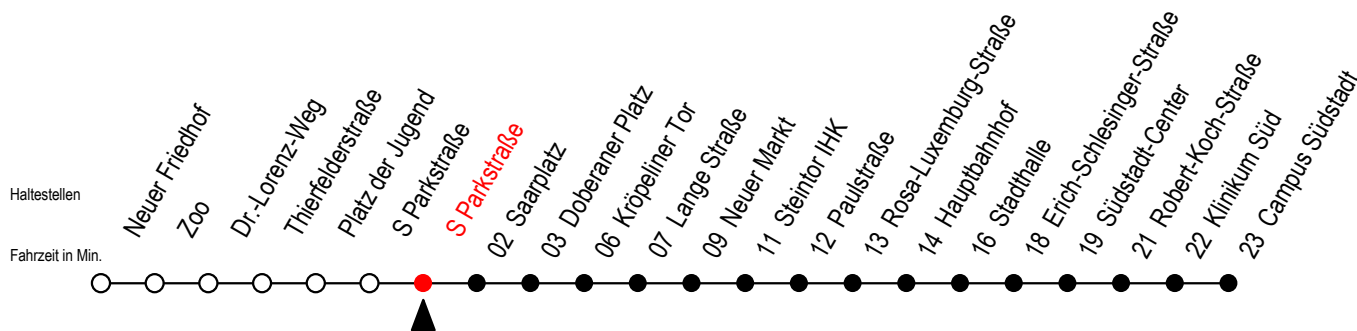 Haltestellen
Fahrzeit in Min.
Neuer Friedhof
Zoo
Dr.-Lorenz-Weg
Thierfelderstraße
Platz der Jugend
S Parkstraße
S Parkstraße
02 Saarplatz
03 Doberaner Platz
06 Kröpeliner Tor
07 Lange Straße
09 Neuer Markt
11 Steintor IHK
12 Paulstraße
13 Rosa-Luxemburg-Straße
14 Hauptbahnhof
16 Stadthalle
18 Erich-Schlesinger-Straße
19 Südstadt-Center
21 Robert-Koch-Straße
22 Klinikum Süd
23 Campus Südstadt